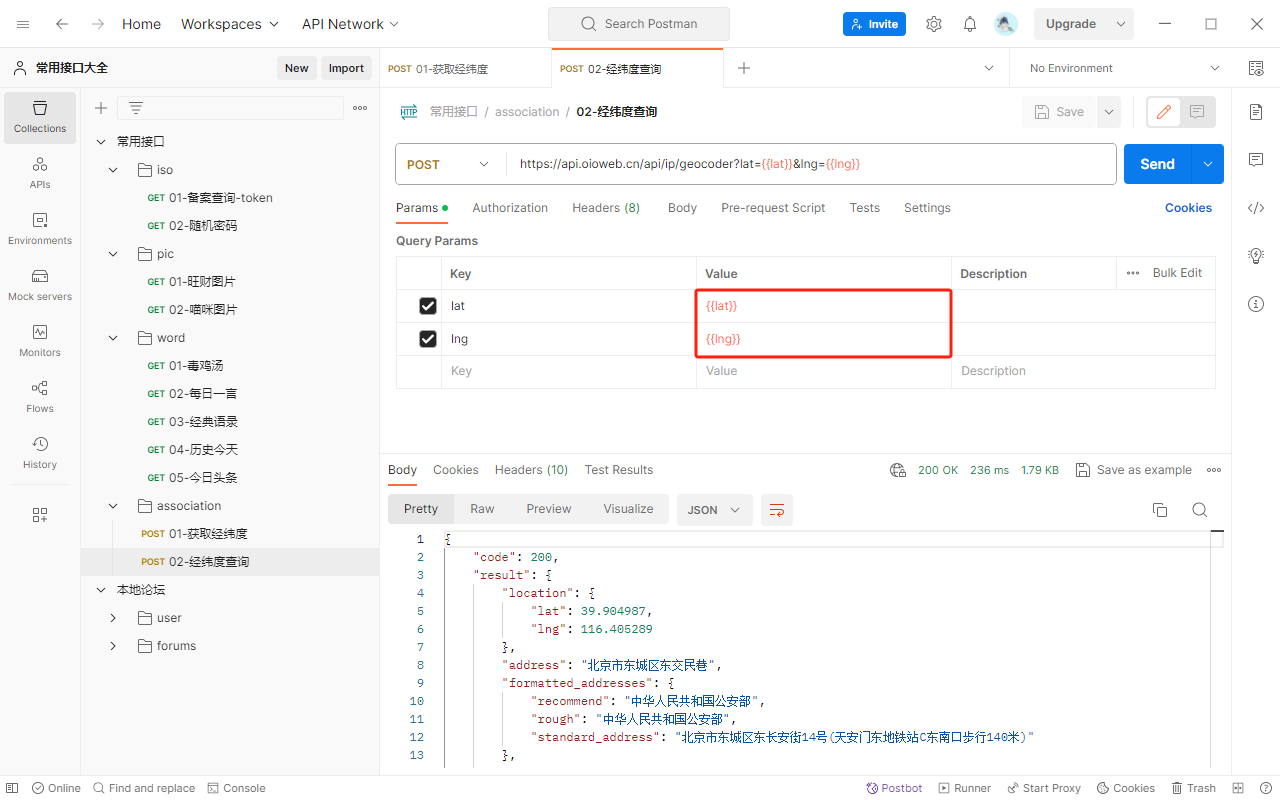 Home Workspaces API Network Search Postman Invite Upgrade
常用接口大全 New Import POST 01-获取经纬度 POST 02-经纬度查询 No Environment
Collections
APIs
Environments
Mock servers
Monitors
Flows
History
常用接口
iso
GET 01-备案查询-token
GET 02-随机密码
pic
GET 01-旺财图片
GET 02-喵咪图片
word
GET 01-毒鸡汤
GET 02-每日一言
GET 03-经典语录
GET 04-历史今天
GET 05-今日头条
association
POST 01-获取经纬度
POST 02-经纬度查询
本地论坛
user
forums
HTTP 常用接口 / association / 02-经纬度查询 Save
POST https://api.oioweb.cn/api/ip/geocoder?lat={{lat}}&lng={{lng}} Send
Params Authorization Headers (8) Body Pre-request Script Tests Settings Cookies
Query Params
Key Value Description Bulk Edit
lat {{lat}}
lng {{lng}}
Key Value Description
Body Cookies Headers (10) Test Results 200 OK 236 ms 1.79 KB Save as example
Pretty Raw Preview Visualize JSON
1 {
2 "code": 200,
3 "result": {
4 "location": {
5 "lat": 39.904987,
6 "lng": 116.405289
7 },
8 "address": "北京市东城区东交民巷",
9 "formatted_addresses": {
10 "recommend": "中华人民共和国公安部",
11 "rough": "中华人民共和国公安部",
12 "standard_address": "北京市东城区东长安街14号(天安门东地铁站C东南口步行140米)"
13 },
Online Find and replace Console Postbot Runner Start Proxy Cookies Trash